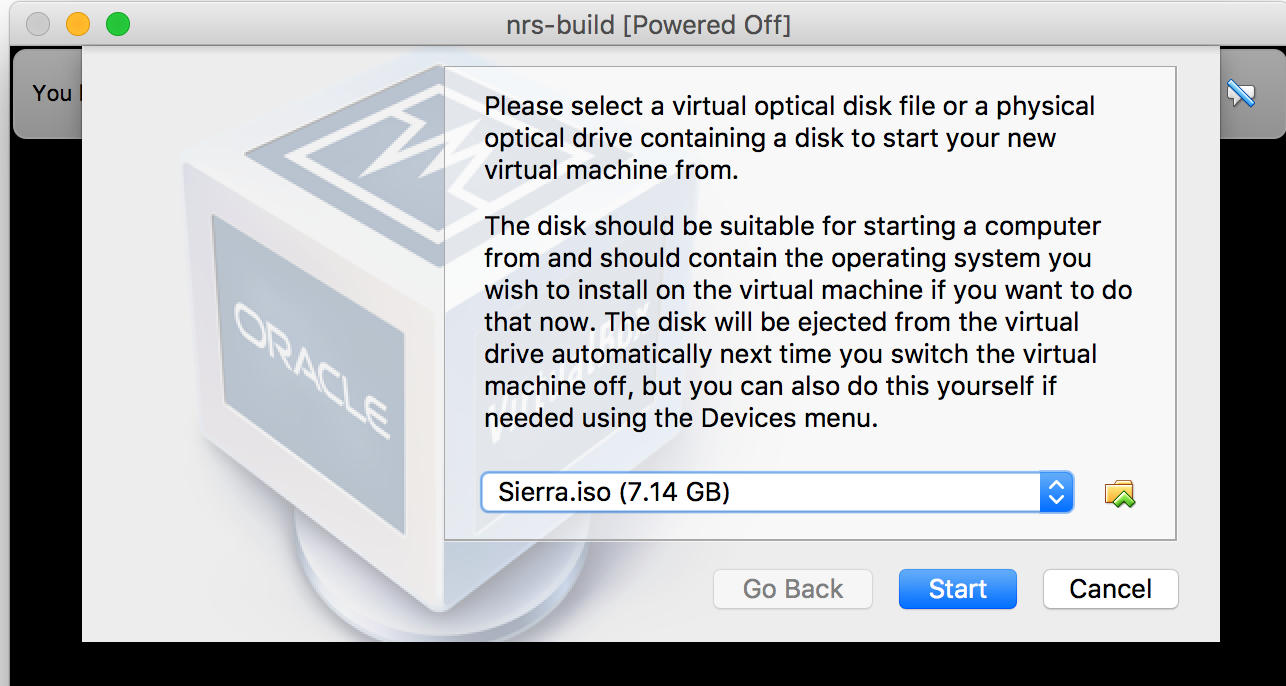 nrs-build [Powered Off]
You
Please select a virtual optical disk file or a physical
optical drive containing a disk to start your new
virtual machine from.
The disk should be suitable for starting a computer
from and should contain the operating system you
wish to install on the virtual machine if you want to do
that now. The disk will be ejected from the virtual
drive automatically next time you switch the virtual
machine off, but you can also do this yourself if
needed using the Devices menu.
ORACLE
VirtualBox
Sierra.iso (7.14 GB)
Go Back
Start
Cancel